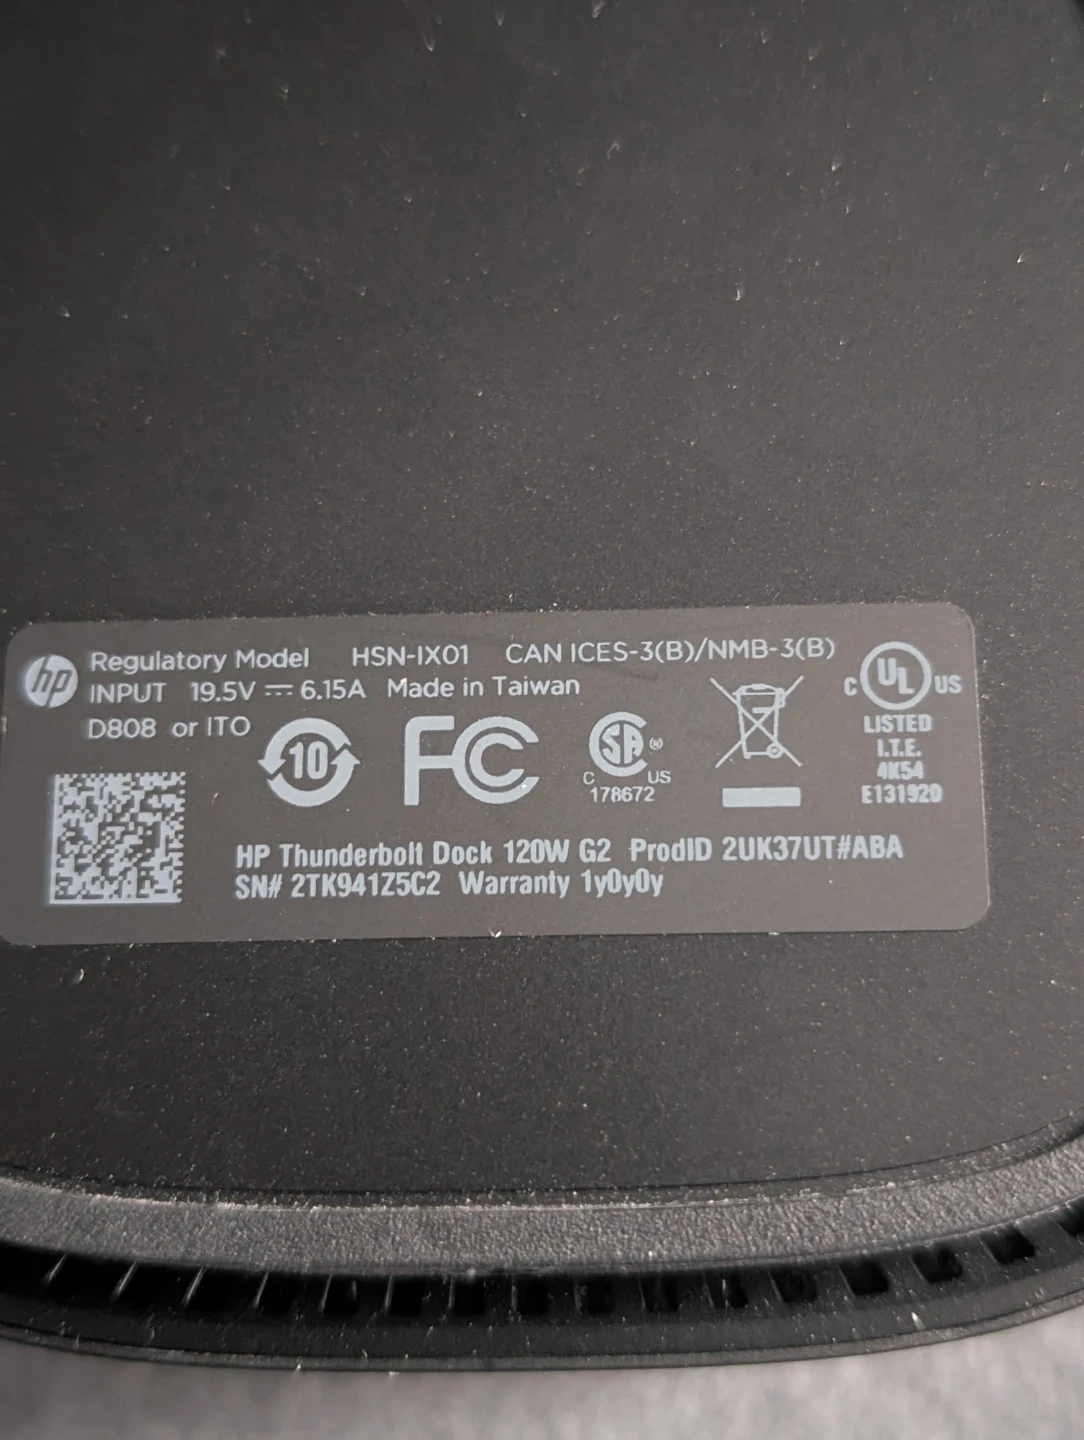 hp Regulatory Model HSN-IX01 CAN ICES-3(B)/NMB-3(B)
INPUT 19.5V ⎓ 6.15A Made in Taiwan
D808 or ITO
10
FC
SA
C US
178672
C UL US
LISTED
I.T.E.
4K54
E131920
HP Thunderbolt Dock 120W G2 ProdID 2UK37UT#ABA
SN# 2TK941Z5C2 Warranty 1y0y0y